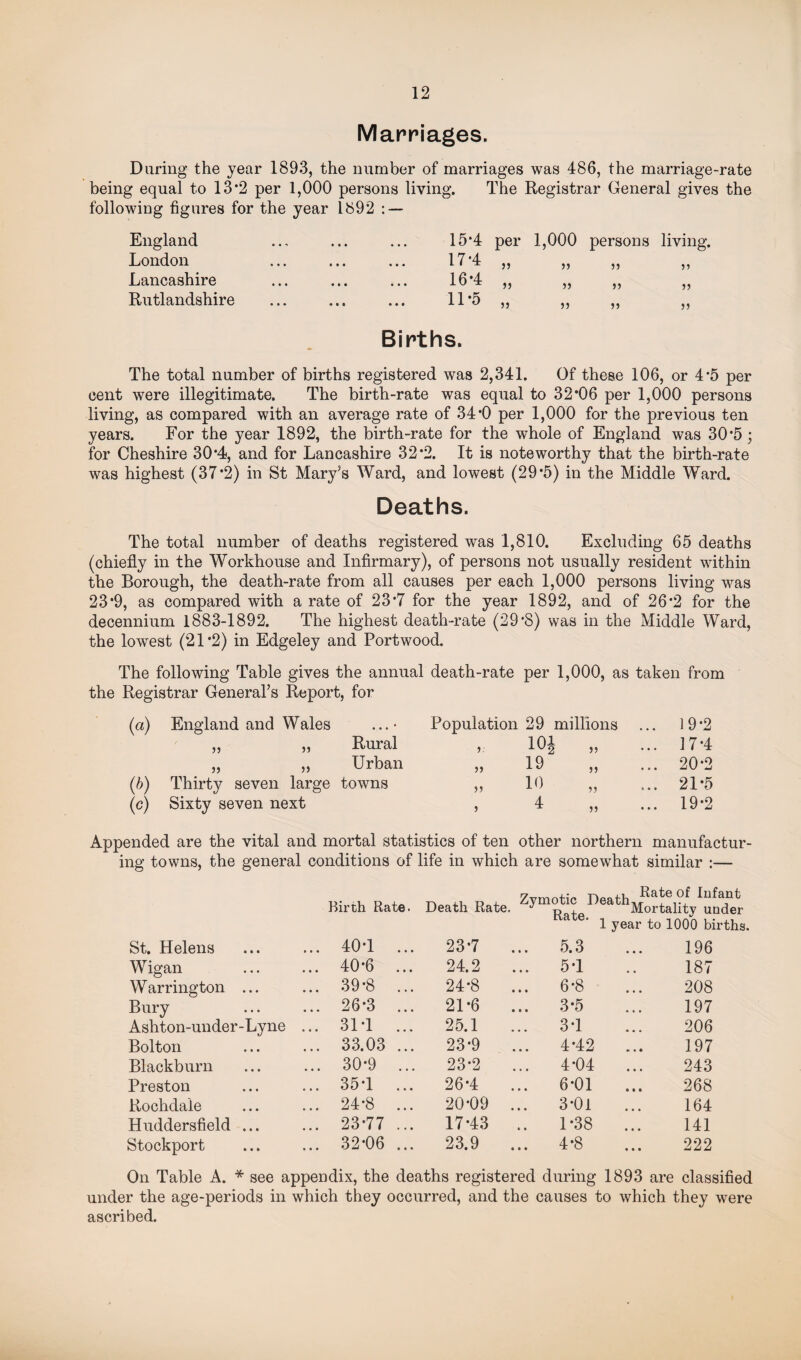 12
Marriages.
During the year 1893, the number of marriages was 486, the marriage-rate
being equal to 13·2 per 1,000 persons living. The Registrar General gives the
following figures for the year 1892 :—
England ... ... ... 15·4 per 1,000 persons living.
London ... ... ... 17·4 „ „ „ „
Lancashire ... ... ... 16·4 „ „ „ „
Rutlandshire ... ... ... 11·5 „ „ „ „
Births.
The total number of births registered was 2,341. Of these 106, or 4·5 per
cent were illegitimate. The birth-rate was equal to 32·06 per 1,000 persons
living, as compared with an average rate of 34·0 per 1,000 for the previous ten
years. For the year 1892, the birth-rate for the whole of England was 30·5 ;
for Cheshire 30·4, and for Lancashire 32·2. It is noteworthy that the birth-rate
was highest (37·2) in St Mary's Ward, and lowest (29·5) in the Middle Ward.
Deaths.
The total number of deaths registered was 1,810. Excluding 65 deaths
(chiefly in the Workhouse and Infirmary), of persons not usually resident within
the Borough, the death-rate from all causes per each 1,000 persons living was
23·9, as compared with a rate of 23·7 for the year 1892, and of 26·2 for the
decennium 1883-1892. The highest death-rate (29·8) was in the Middle Ward,
the lowest (21·2) in Edgeley and Portwood.
The following Table gives the annual death-rate per 1,000, as taken from
the Registrar General's Report, for
(a) England and Wales .... Population 29 millions ... 19·2
„ „ Rural , 10½ „ ... 17·4
„ „ Urban „ 19 „ ... 20·2
(b) Thirty seven large towns „ 10 „ ... 21·5
(c) Sixty seven next , 4 „ ... 19·2
Appended are the vital and mortal statistics of ten other northern manufactur-
ing towns, the general conditions of life in which are somewhat similar :—
Birth Rate. Death Rate. Zymotic Death Rate. Rate of Infant Mortality under 1 year to 1000 births.
St. Helens ... ... 40·1 ... 23·7 ... 5.3 ... 196
Wigan ... ... 40·6 ... 24.2 ... 5·1 .. 187
Warrington ... ... 39·8 ... 24·8 ... 6·8 ... 208
Bury ... ... 26·3 ... 21·6 ... 3·5 ... 197
Ashton-under-Lyne ... 31·1 ... 25.1 ... 3·1 ... 206
Bolton ... ... 33.03 ... 23·9 ... 4·42 ... 197
Blackburn ... ... 30·9 ... 23·2 ... 4·04 ... 243
Preston ... ... 35·1 ... 26·4 ... 6·01 ... 268
Rochdale ... ... 24·8 ... 20·09 ... 3·01 ... 164
Huddersfield ... ... 23·77 ... 17·43 .. 1·38 ... 141
Stockport ... ... 32·06 ... 23.9 ... 4·8 ... 222
On Table A. * see appendix, the deaths registered during 1893 are classified
under the age-periods in which they occurred, and the causes to which they were
ascribed.